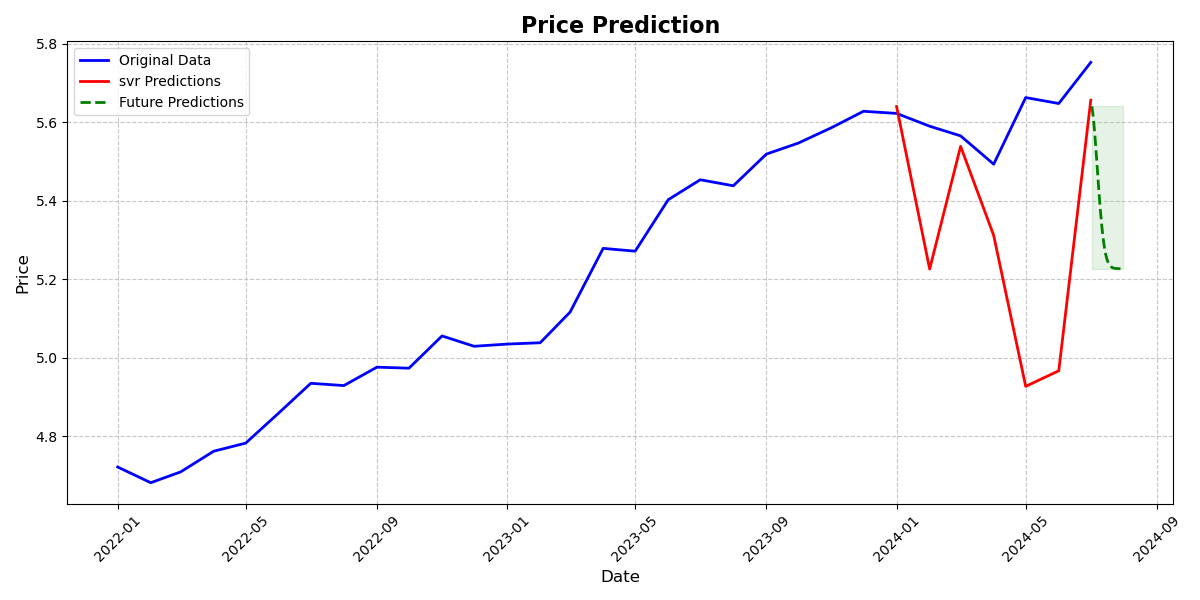 Price Prediction
Original Data
svr Predictions
Future Predictions
Price
5.8
5.6
5.4
5.2
5.0
4.8
2022-01
2022-05
2022-09
2023-01
2023-05
2023-09
2024-01
2024-05
2024-09
Date